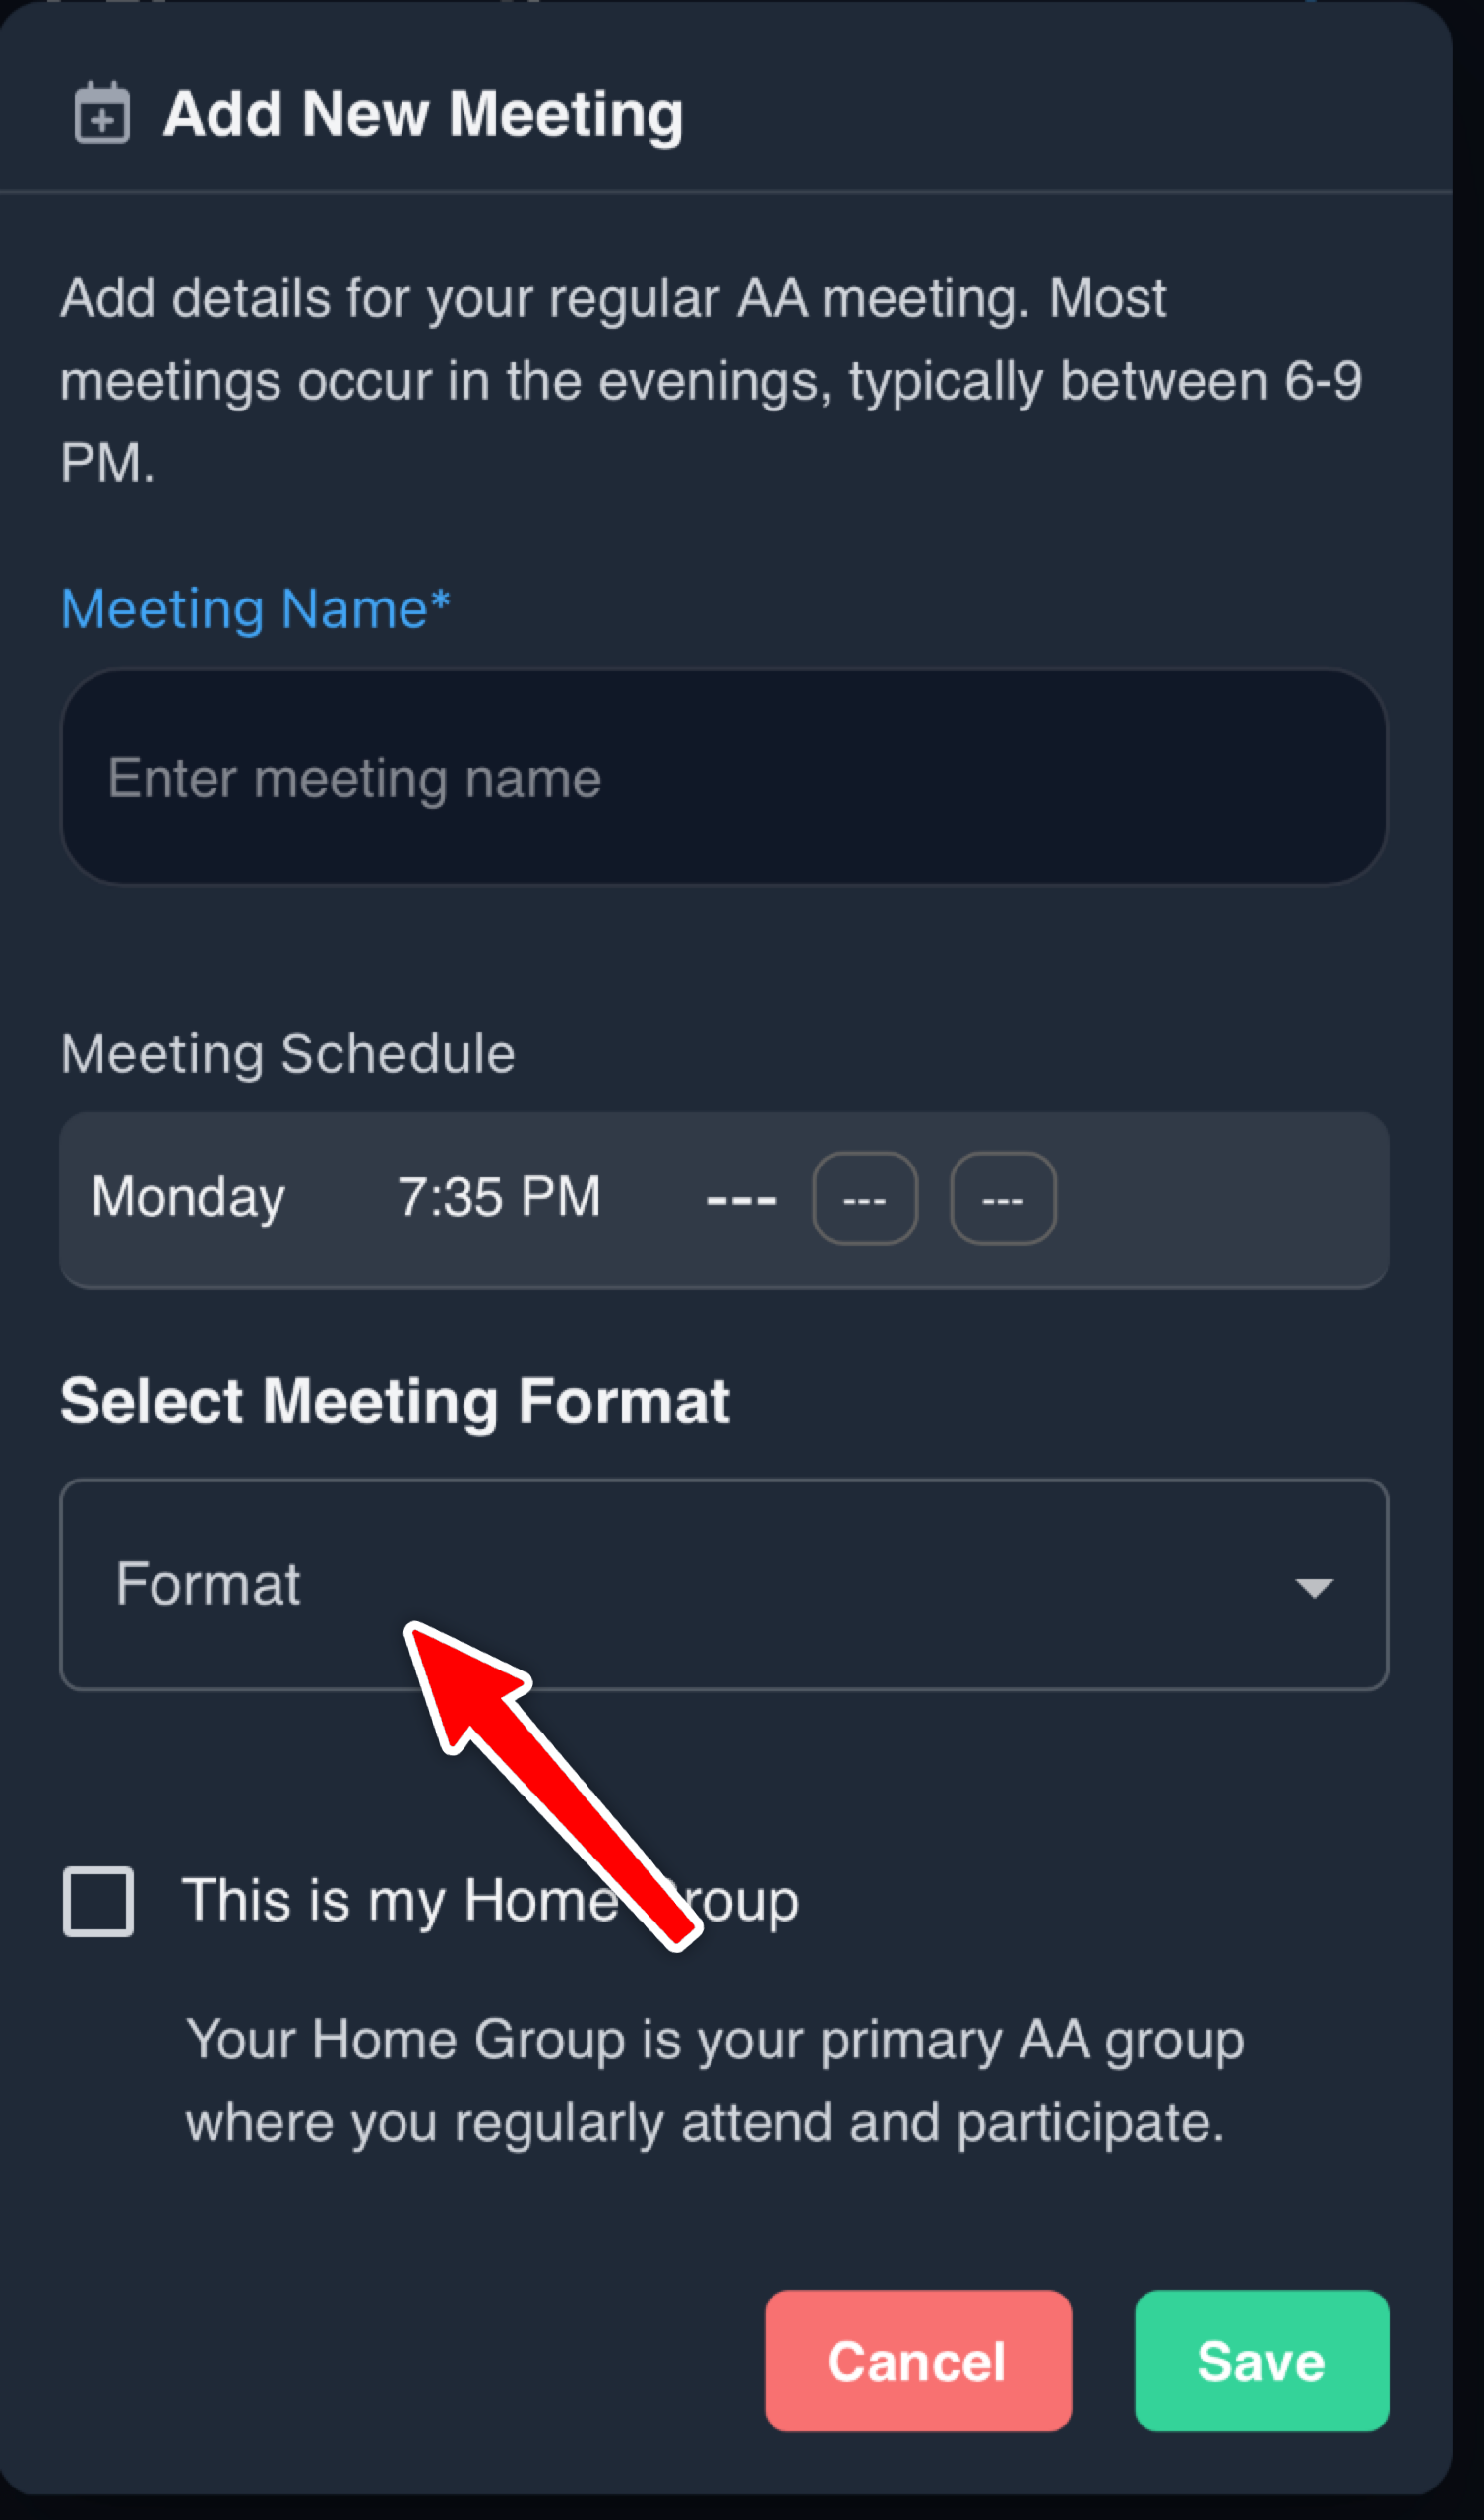 Add New Meeting
Add details for your regular AA meeting. Most
meetings occur in the evenings, typically between 6-9
PM.
Meeting Name*
Enter meeting name
Meeting Schedule
Monday 7:35 PM --- --- ---
Select Meeting Format
Format
This is my Home roup
Your Home Group is your primary AA group
where you regularly attend and participate.
Cancel Save